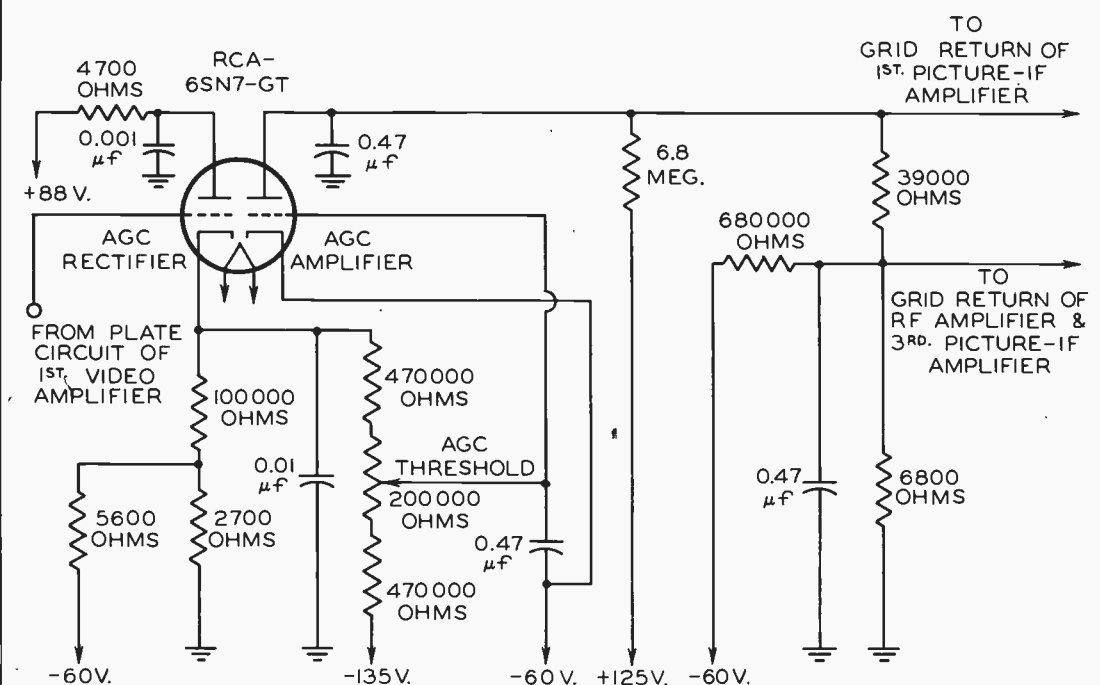 TO
GRID RETURN OF
1ST. PICTURE-IF
AMPLIFIER
RCA-
6SN7-GT
4700
OHMS
0.001
μf
+88 V.
0.47
μf
6.8
MEG.
39000
OHMS
680000
OHMS
AGC
RECTIFIER
AGC
AMPLIFIER
TO
GRID RETURN OF
RF AMPLIFIER &
3RD. PICTURE-IF
AMPLIFIER
FROM PLATE
CIRCUIT OF
1ST. VIDEO
AMPLIFIER
100000
OHMS
470000
OHMS
AGC
THRESHOLD
200000
OHMS
0.01
μf
5600
OHMS
2700
OHMS
0.47
μf
470000
OHMS
0.47
μf
6800
OHMS
-60V.
-135V.
-60V.
+125V.
-60V.